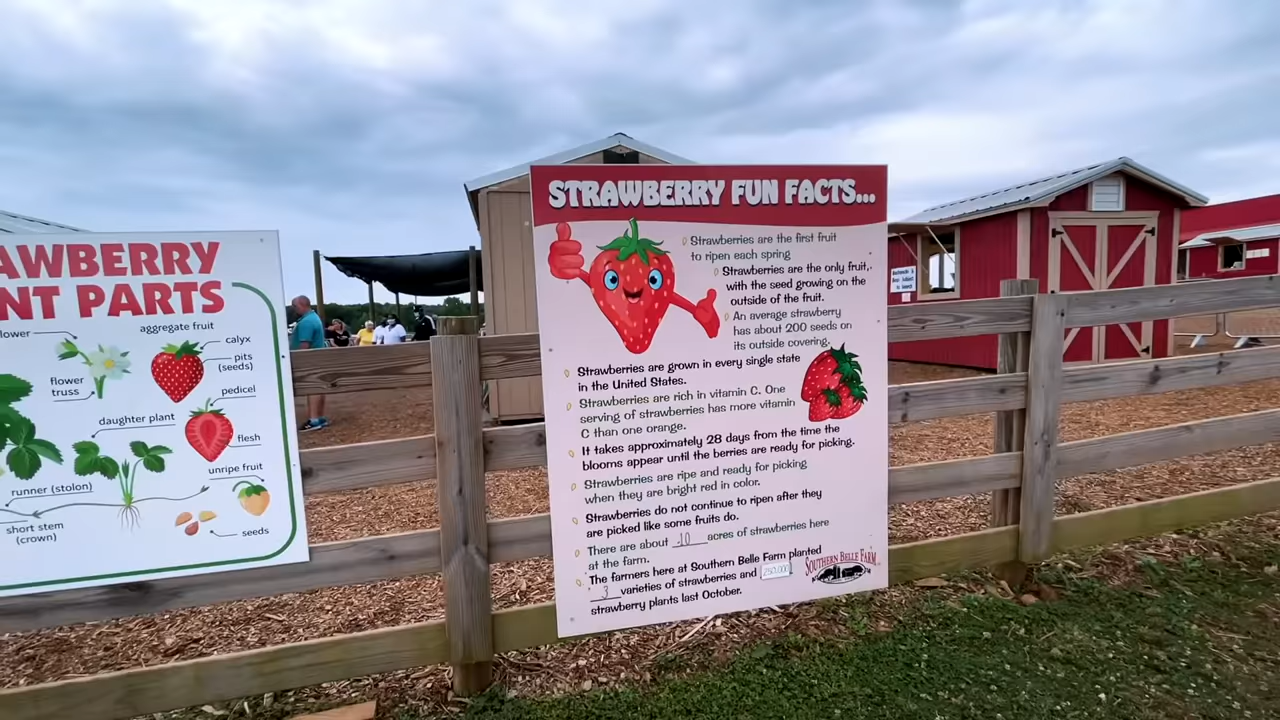 AWBERRY
NT PARTS
lower
aggregate fruit
calyx
pits
(seeds)
flower
truss
pedicel
daughter plant
flesh
unripe fruit
runner (stolon)
short stem
(crown)
seeds
STRAWBERRY FUN FACTS...
Strawberries are the first fruit
to ripen each spring
Strawberries are the only fruit,
with the seed growing on the
outside of the fruit.
An average strawberry
has about 200 seeds on
its outside covering.
Strawberries are grown in every single state
in the United States.
Strawberries are rich in vitamin C. One
serving of strawberries has more vitamin
C than one orange.
It takes approximately 28 days from the time the
blooms appear until the berries are ready for picking.
Strawberries are ripe and ready for picking
when they are bright red in color.
Strawberries do not continue to ripen after they
are picked like some fruits do.
There are about 10 acres of strawberries here
at the farm.
The farmers here at Southern Belle Farm planted
3 varieties of strawberries and 250,000
strawberry plants last October.
SOUTHERN BELLE FARM